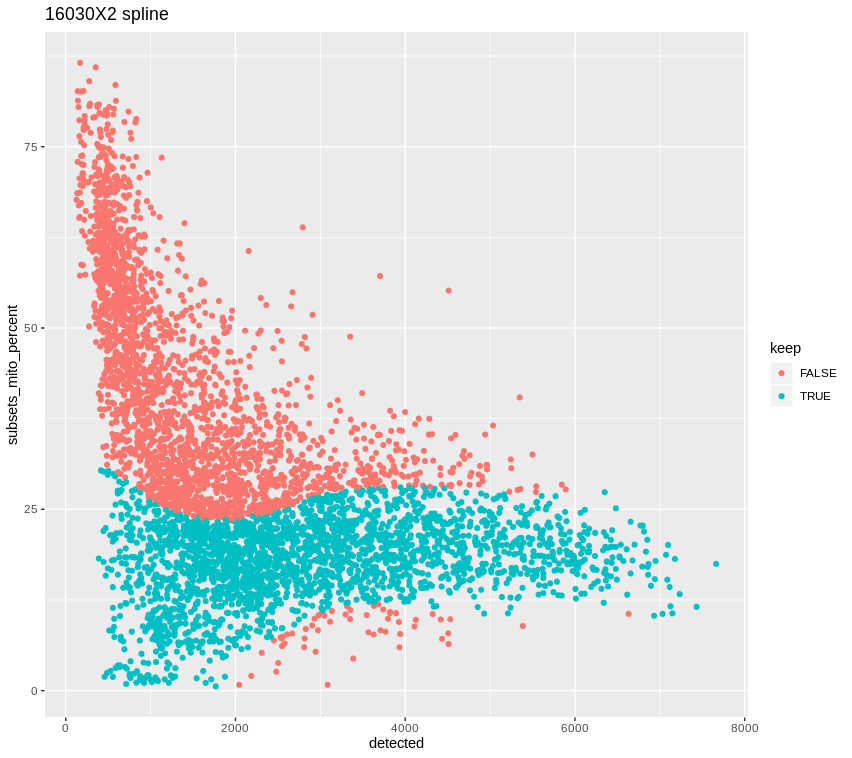 16030X2 spline
75
50
25
0
subsets_mito_percent
0 2000 4000 6000 8000
detected
keep
FALSE
TRUE